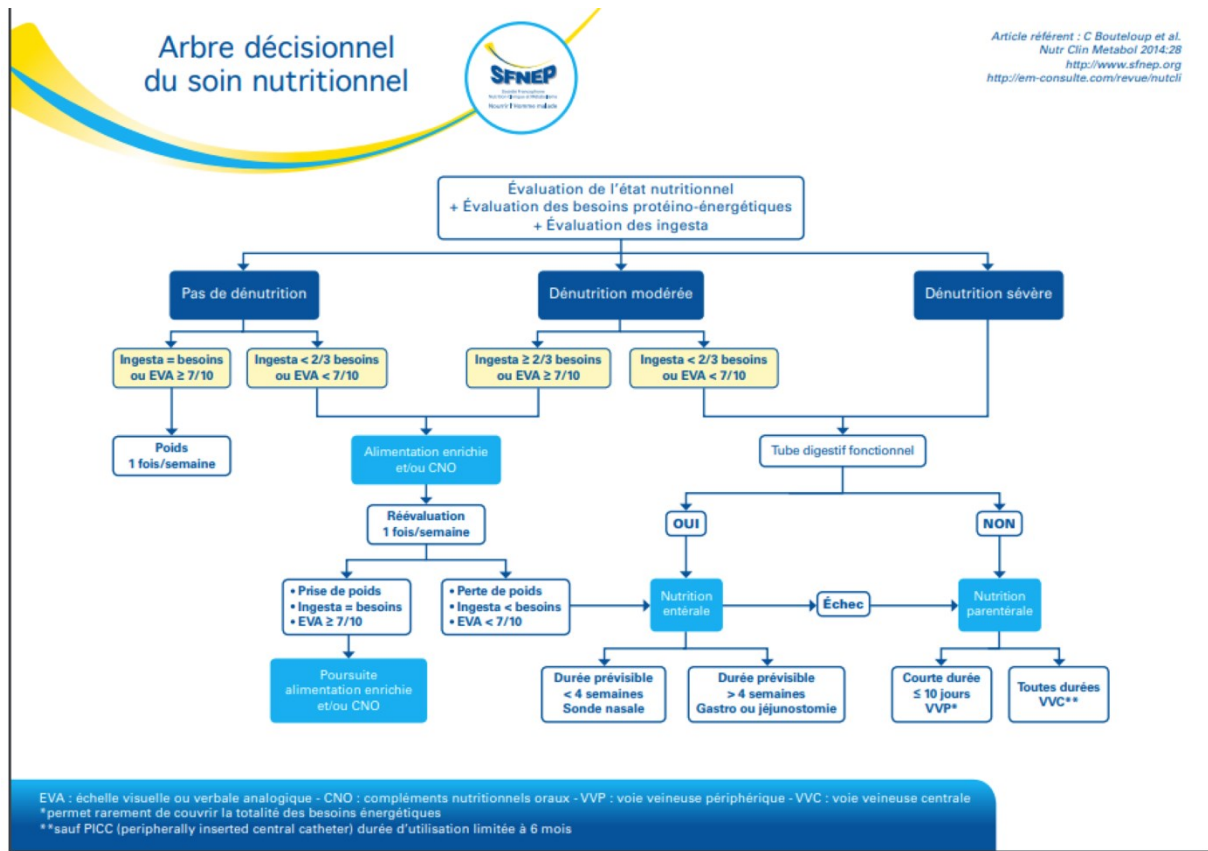 Arbre décisionnel
du soin nutritionnel
SFNEP
Société Francophone
Nutrition Clinique et Métabolisme
Nourrir l'Homme malade
Article référent : C Bouteloup et al.
Nutr Clin Metabol 2014:28
http://www.sfnep.org
http://em-consulte.com/revue/nutcli
Évaluation de l'état nutritionnel
+ Évaluation des besoins protéino-énergétiques
+ Évaluation des ingesta
Pas de dénutrition
Dénutrition modérée
Dénutrition sévère
Ingesta = besoins
ou EVA ≥ 7/10
Ingesta < 2/3 besoins
ou EVA < 7/10
Ingesta ≥ 2/3 besoins
ou EVA ≥ 7/10
Ingesta < 2/3 besoins
ou EVA < 7/10
Poids
1 fois/semaine
Alimentation enrichie
et/ou CNO
Tube digestif fonctionnel
Réévaluation
1 fois/semaine
OUI
NON
• Prise de poids
• Ingesta = besoins
• EVA ≥ 7/10
• Perte de poids
• Ingesta < besoins
• EVA < 7/10
Nutrition
entérale
Échec
Nutrition
parentérale
Poursuite
alimentation enrichie
et/ou CNO
Durée prévisible
< 4 semaines
Sonde nasale
Durée prévisible
> 4 semaines
Gastro ou jéjunostomie
Courte durée
≤ 10 jours
VVP*
Toutes durées
VVC**
EVA : échelle visuelle ou verbale analogique - CNO : compléments nutritionnels oraux - VVP : voie veineuse périphérique - VVC : voie veineuse centrale
*permet rarement de couvrir la totalité des besoins énergétiques
**sauf PICC (peripherally inserted central catheter) durée d'utilisation limitée à 6 mois